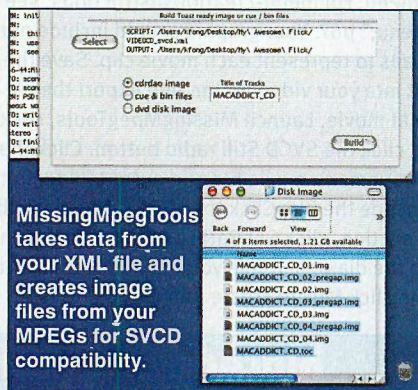 Build Toast ready image or cue / bin files
Select
SCRIPT: /Users/kfong/Desktop/My\ Awesome\ Flick/
VIDEOCD_svcd.xml
OUTPUT: /Users/kfong/Desktop/My\ Awesome\ Flick/
cdrdao image
cue & bin files
dvd disk image
Title of Tracks
MACADDICT_CD
Build
Disk Image
Back Forward View
4 of 8 items selected, 1.21 GB available
Name
MACADDICT_CD_01.img
MACADDICT_CD_02_pregap.img
MACADDICT_CD_02.img
MACADDICT_CD_03_pregap.img
MACADDICT_CD_03.img
MACADDICT_CD_04_pregap.img
MACADDICT_CD_04.img
MACADDICT_CD.toc
MissingMpegTools
takes data from
your XML file and
creates image
files from your
MPEGs for SVCD
compatibility.